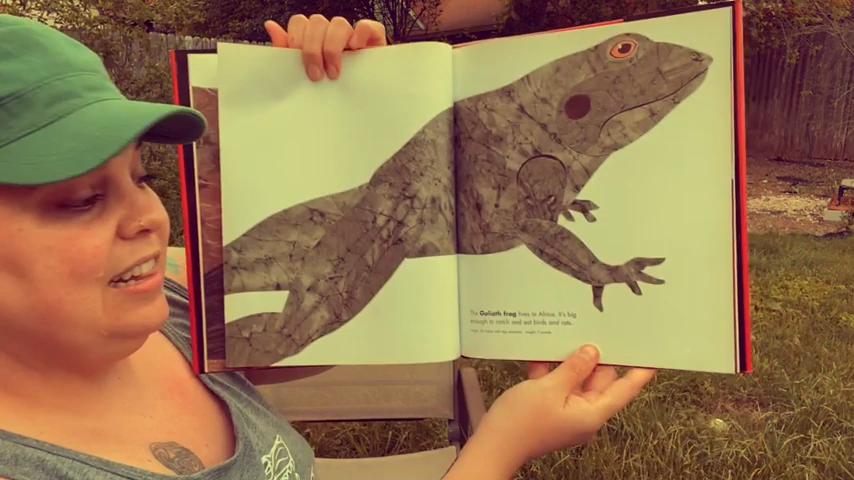 The Goliath frog lives in Africa. It's big
enough to catch and eat birds and rats.